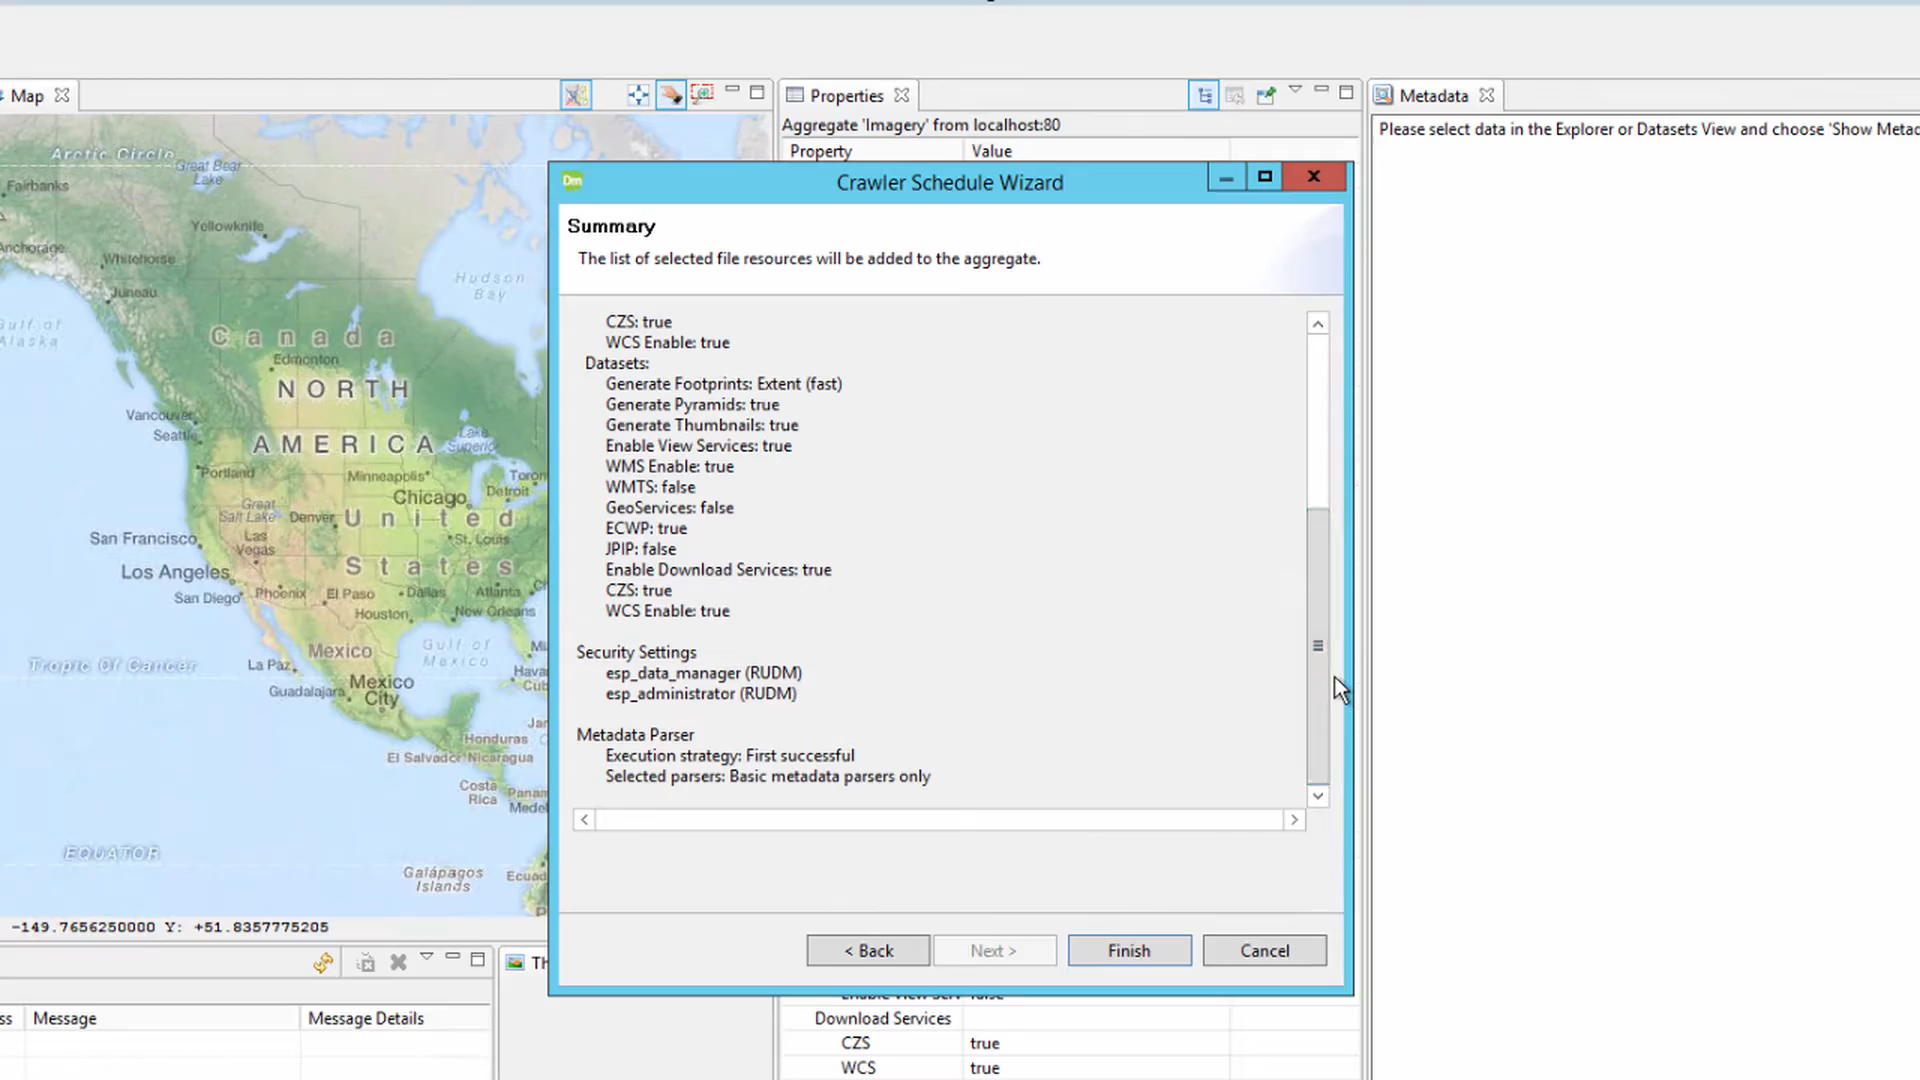 Map
Properties
Metadata
Aggregate 'Imagery' from localhost:80
Please select data in the Explorer or Datasets View and choose 'Show
Property Value
Arctic Circle
Great Bear
Lake
Fairbanks
Yellowknife
Anchorage
Whitehorse
Juneau
Hudson
Bay
Gulf of
Alaska
Canada
Edmonton
NORTH
AMERICA
Vancouver
Seattle
Lake
Superior
Portland
Minneapolis
Chicago
Detroit
Great
Salt Lake
Denver
United
San Francisco
Las
Vegas
St. Louis
Los Angeles
States
San Diego
Phoenix
El Paso
Dallas
Atlanta
Houston
New Orleans
Mexico
Gulf of
Mexico
Tropic Of Cancer
La Paz
Guadalajara
Mexico
City
Honduras
El Salvador
Nicaragua
Costa
Rica
EQUATOR
Galápagos
Islands
-149.7656250000 Y: +51.8357775205
Dm
Crawler Schedule Wizard
Summary
The list of selected file resources will be added to the aggregate.
CZS: true
WCS Enable: true
Datasets:
Generate Footprints: Extent (fast)
Generate Pyramids: true
Generate Thumbnails: true
Enable View Services: true
WMS Enable: true
WMTS: false
GeoServices: false
ECWP: true
JPIP: false
Enable Download Services: true
CZS: true
WCS Enable: true
Security Settings
esp_data_manager (RUDM)
esp_administrator (RUDM)
Metadata Parser
Execution strategy: First successful
Selected parsers: Basic metadata parsers only
< Back Next > Finish Cancel
Message Message Details
Download Services
CZS true
WCS true